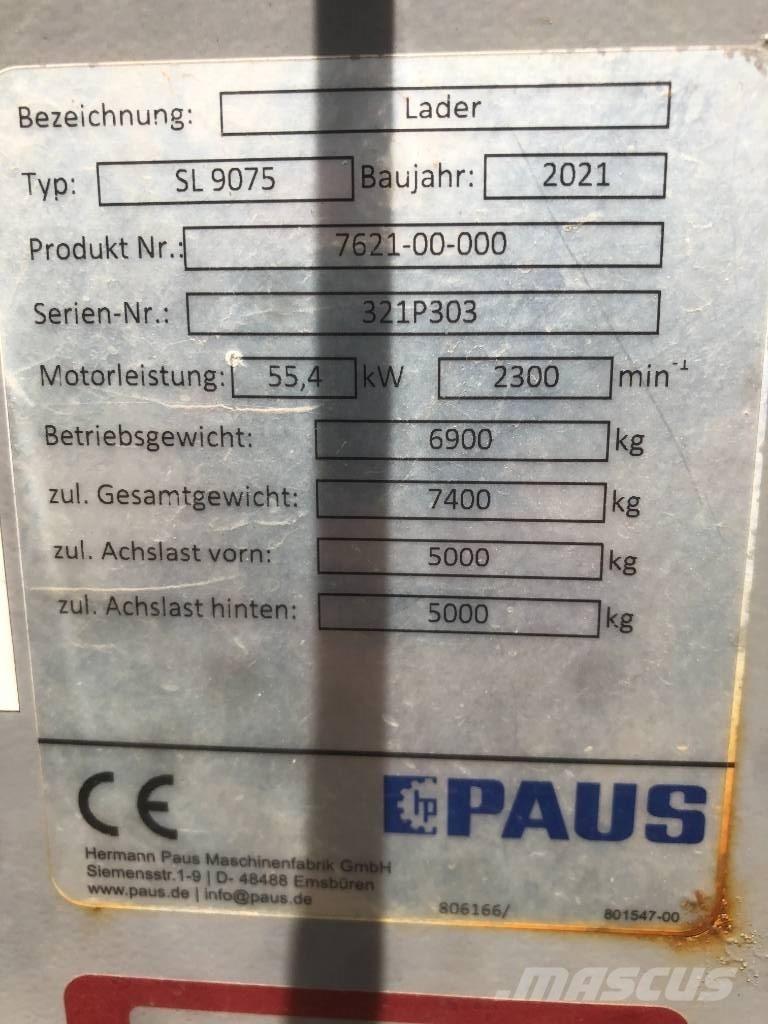 Bezeichnung: Lader
Typ: SL 9075 Baujahr: 2021
Produkt Nr.: 7621-00-000
Serien-Nr.: 321P303
Motorleistung: 55,4 kW 2300 min⁻¹
Betriebsgewicht: 6900 kg
zul. Gesamtgewicht: 7400 kg
zul. Achslast vorn: 5000 kg
zul. Achslast hinten: 5000 kg
CE hp PAUS
Hermann Paus Maschinenfabrik GmbH
Siemensstr.1-9 | D- 48488 Emsbüren
www.paus.de | info@paus.de
806166/ 801547-00
MASCUS